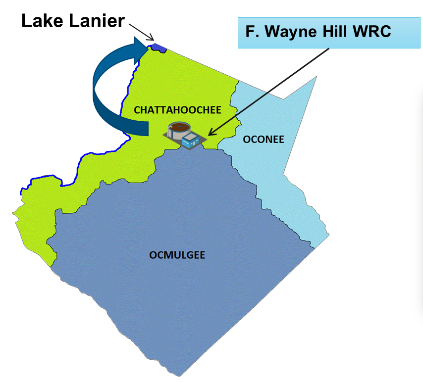 Lake Lanier
F. Wayne Hill WRC
CHATTAHOOCHEE
OCONEE
OCMULGEE